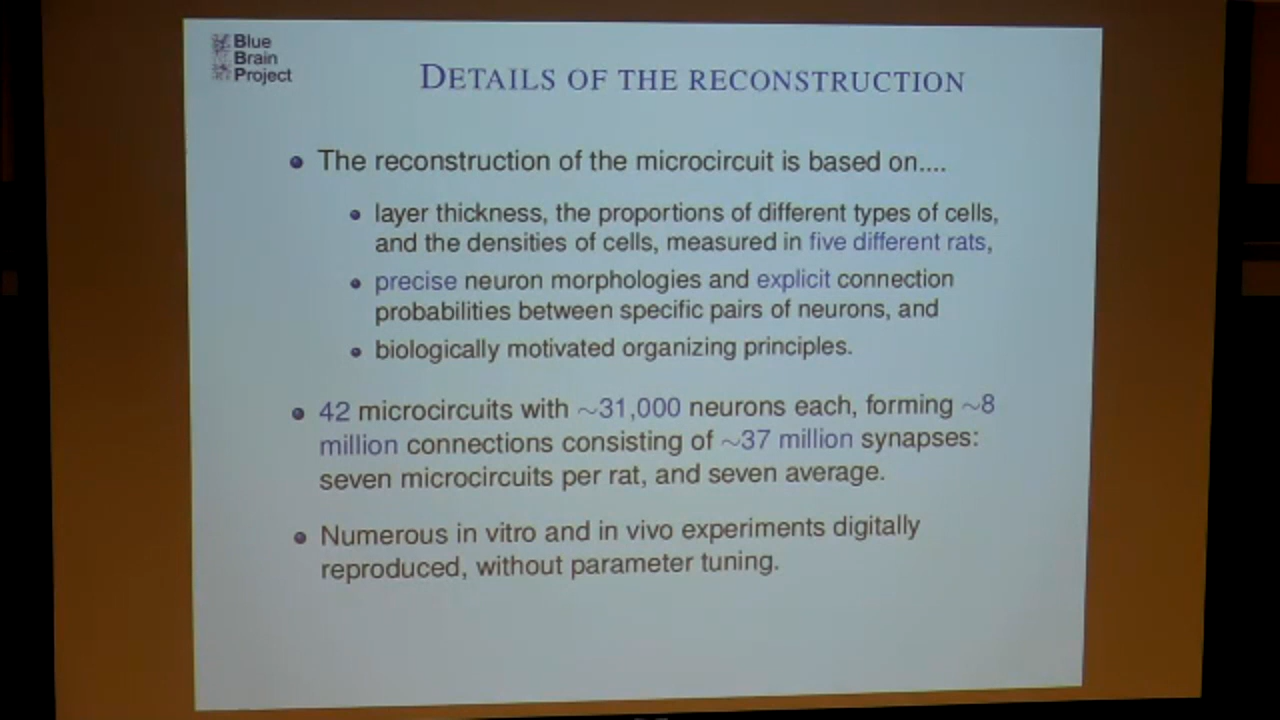 Blue
Brain
Project
DETAILS OF THE RECONSTRUCTION
The reconstruction of the microcircuit is based on....
layer thickness, the proportions of different types of cells,
and the densities of cells, measured in five different rats,
precise neuron morphologies and explicit connection
probabilities between specific pairs of neurons, and
biologically motivated organizing principles.
42 microcircuits with ~31,000 neurons each, forming ~8
million connections consisting of ~37 million synapses:
seven microcircuits per rat, and seven average.
Numerous in vitro and in vivo experiments digitally
reproduced, without parameter tuning.